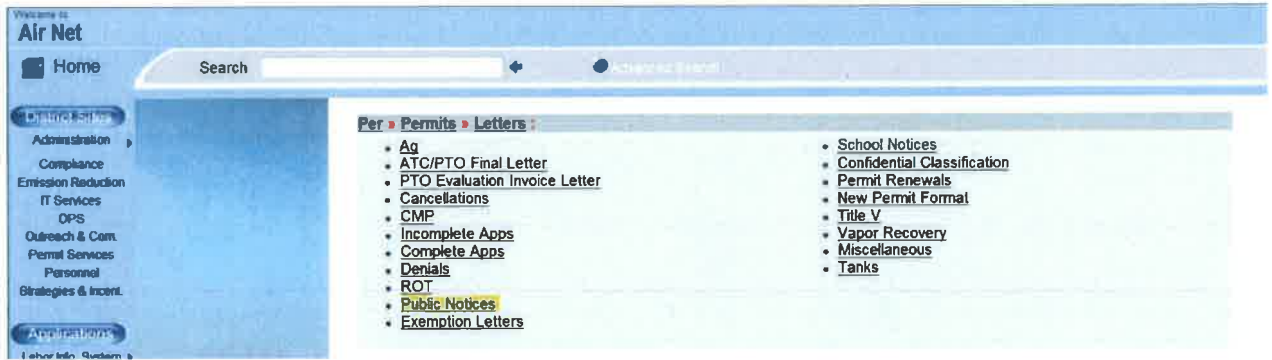 Welcome to
Air Net
Home
Search
Advanced Search
District Sites
Administration
Compliance
Emission Reduction
IT Services
OPS
Outreach & Com.
Permit Services
Personnel
Strategies & Incent.
Applications
Labor Info. System
Per » Permits » Letters :
• Ag
• ATC/PTO Final Letter
• PTO Evaluation Invoice Letter
• Cancellations
• CMP
• Incomplete Apps
• Complete Apps
• Denials
• ROT
• Public Notices
• Exemption Letters
• School Notices
• Confidential Classification
• Permit Renewals
• New Permit Format
• Title V
• Vapor Recovery
• Miscellaneous
• Tanks